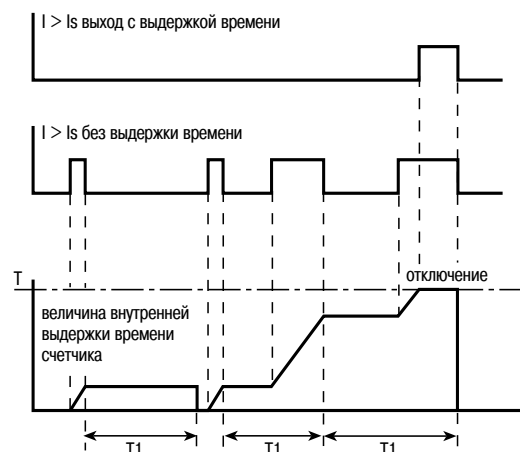 I > Is выход с выдержкой времени
I > Is без выдержки времени
T
отключение
величина внутренней
выдержки времени
счетчика
T1
T1
T1